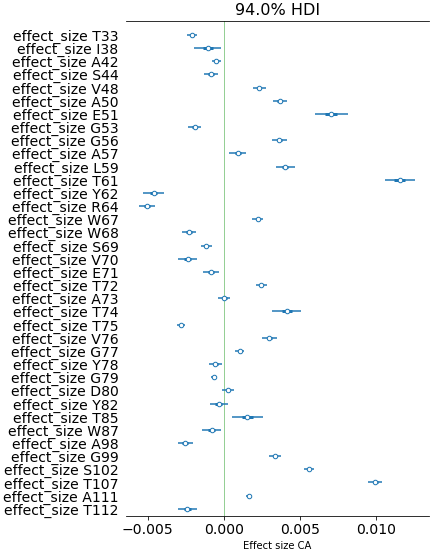 94.0% HDI
effect_size T33
effect_size I38
effect_size A42
effect_size S44
effect_size V48
effect_size A50
effect_size E51
effect_size G53
effect_size G56
effect_size A57
effect_size L59
effect_size T61
effect_size Y62
effect_size R64
effect_size W67
effect_size W68
effect_size S69
effect_size V70
effect_size E71
effect_size T72
effect_size A73
effect_size T74
effect_size T75
effect_size V76
effect_size G77
effect_size Y78
effect_size G79
effect_size D80
effect_size Y82
effect_size T85
effect_size W87
effect_size A98
effect_size G99
effect_size S102
effect_size T107
effect_size A111
effect_size T112
−0.005 0.000 0.005 0.010
Effect size CA